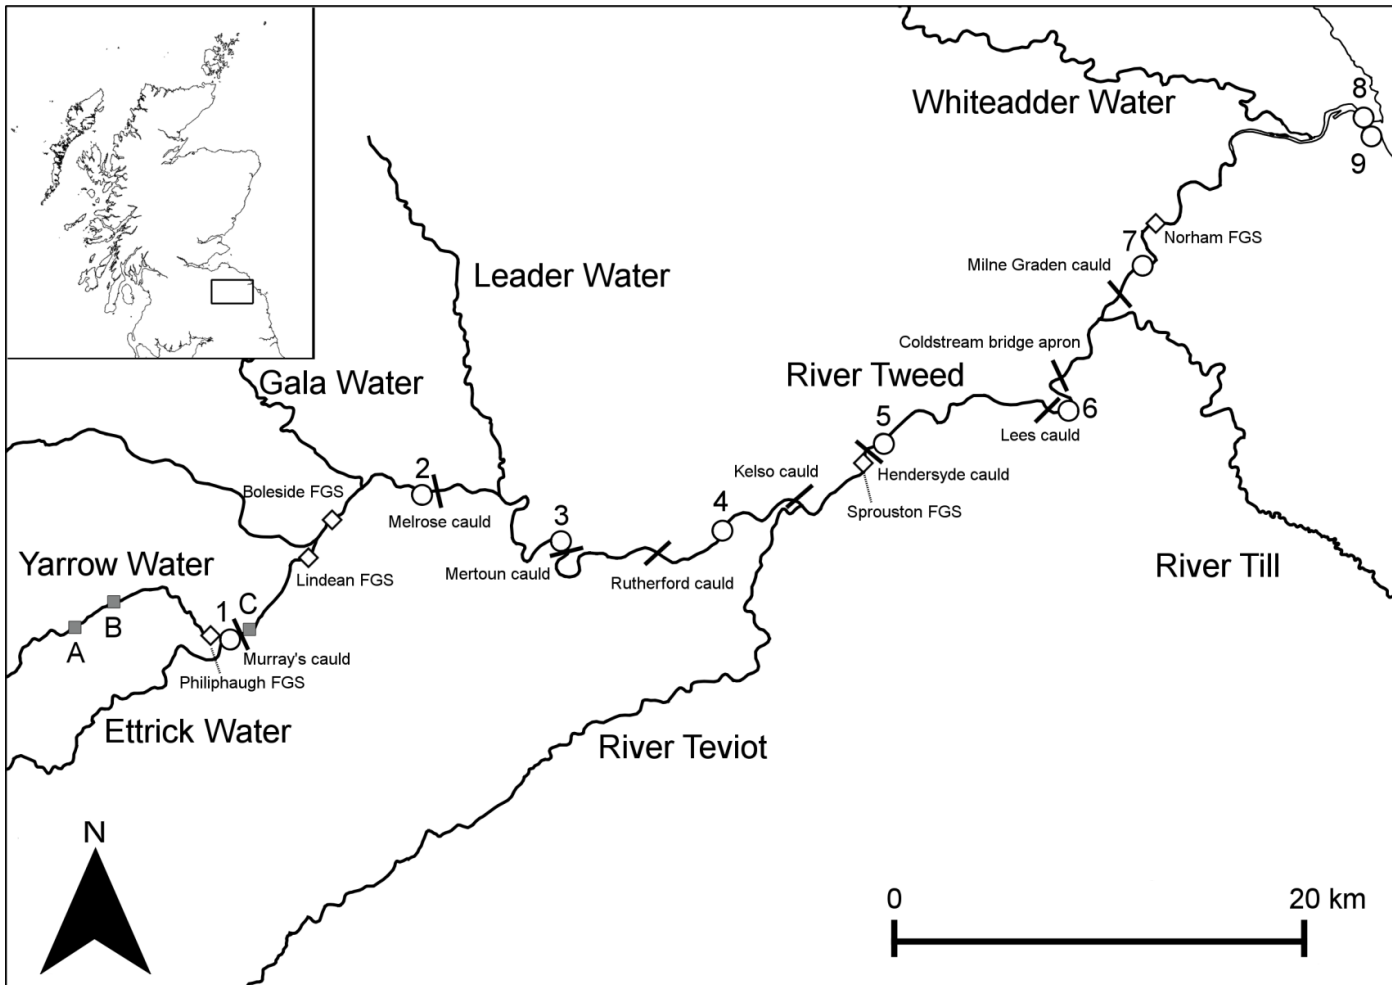 Whiteadder Water
8
9
7
Norham FGS
Milne Graden cauld
Leader Water
Coldstream bridge apron
River Tweed
Gala Water
5
6
Lees cauld
2
Kelso cauld
Hendersyde cauld
Boleside FGS
4
Sprouston FGS
Melrose cauld
3
Yarrow Water
Lindean FGS
Mertoun cauld
Rutherford cauld
River Till
1
C
B
A
Murray's cauld
Philiphaugh FGS
Ettrick Water
River Teviot
N
0
20 km